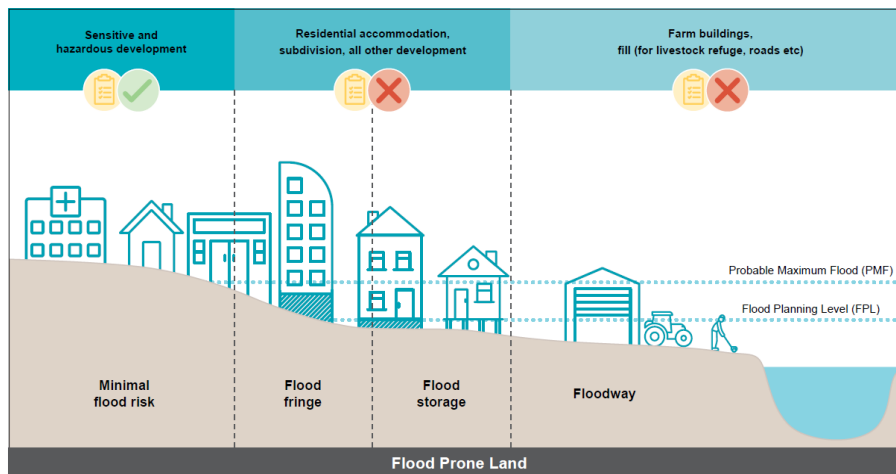 Sensitive and
hazardous development
Residential accommodation,
subdivision, all other development
Farm buildings,
fill (for livestock refuge, roads etc)
Probable Maximum Flood (PMF)
Flood Planning Level (FPL)
Minimal
flood risk
Flood
fringe
Flood
storage
Floodway
Flood Prone Land